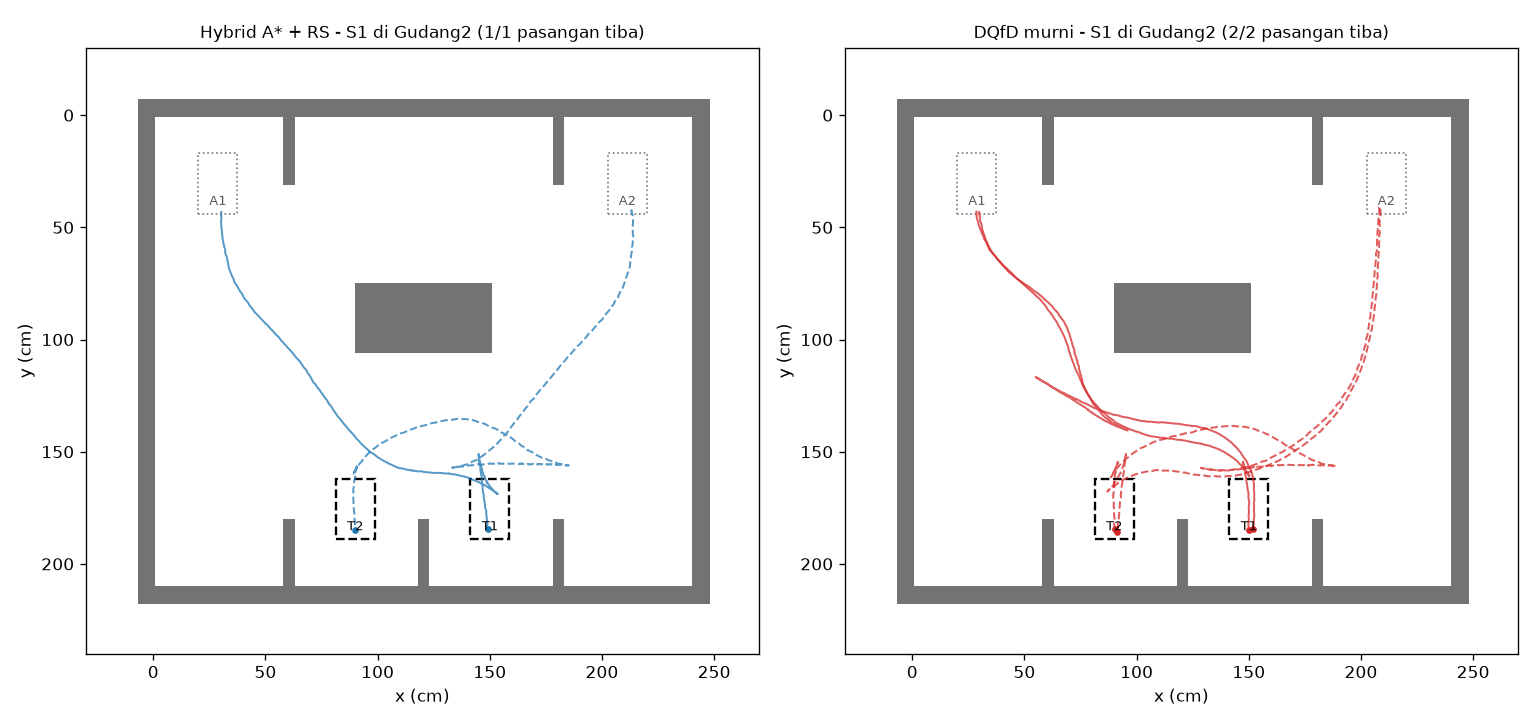 Hybrid A* + RS - S1 di Gudang2 (1/1 pasangan tiba)
0
50
100
150
200
y (cm)
A1
A2
T2
T1
0
50
100
150
200
250
x (cm)
DQfD murni - S1 di Gudang2 (2/2 pasangan tiba)
0
50
100
150
200
y (cm)
A1
A2
T2
T1
0
50
100
150
200
250
x (cm)